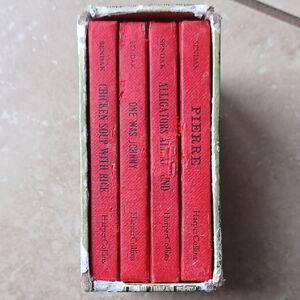 SENDAK CHICKEN SOUP WITH RICE HarperCollins
SENDAK ONE WAS JOHNNY HarperCollins
SENDAK ALLIGATORS ALL HarperCollins
SENDAK PIERRE HarperCollins